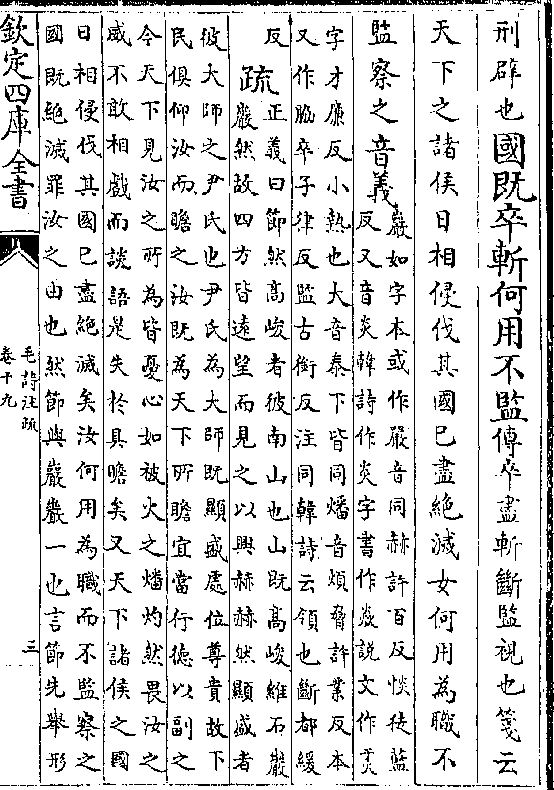 刑辟也國既卒斬何用不監傳卒盡斬斷監視也箋云
天下之諸侯日相侵伐其國已盡絶滅女何用為職不
監察之音義巖如字本或作嚴音同赫許百反惔徒藍
反又音炎韓詩作炎字書作焱説文作
字才廉反小熱也大音泰下皆同燔音煩脅許業反本
又作脇卒子律反監古銜反注同韓詩云領也斷都緩
反
疏正義曰節然高峻者彼南山也山既高峻維石巖
巖然故四方皆遠望而見之以興赫赫然顯盛者
彼大師之尹氏也尹氏為大師既顯盛處位尊貴故下
民俱仰汝而瞻之汝既為天下所瞻宜當行德以副之
今天下見汝之所為皆憂心如被火之燔灼然畏汝之
威不敢相戲而談語是失於具瞻矣又天下諸侯之國
日相侵伐其國已盡絶滅矣汝何用為職而不監察之
國既絶滅罪汝之由也然節與巖巖一也言節先舉形
欽定四庫全書
毛詩注疏
卷十九
三